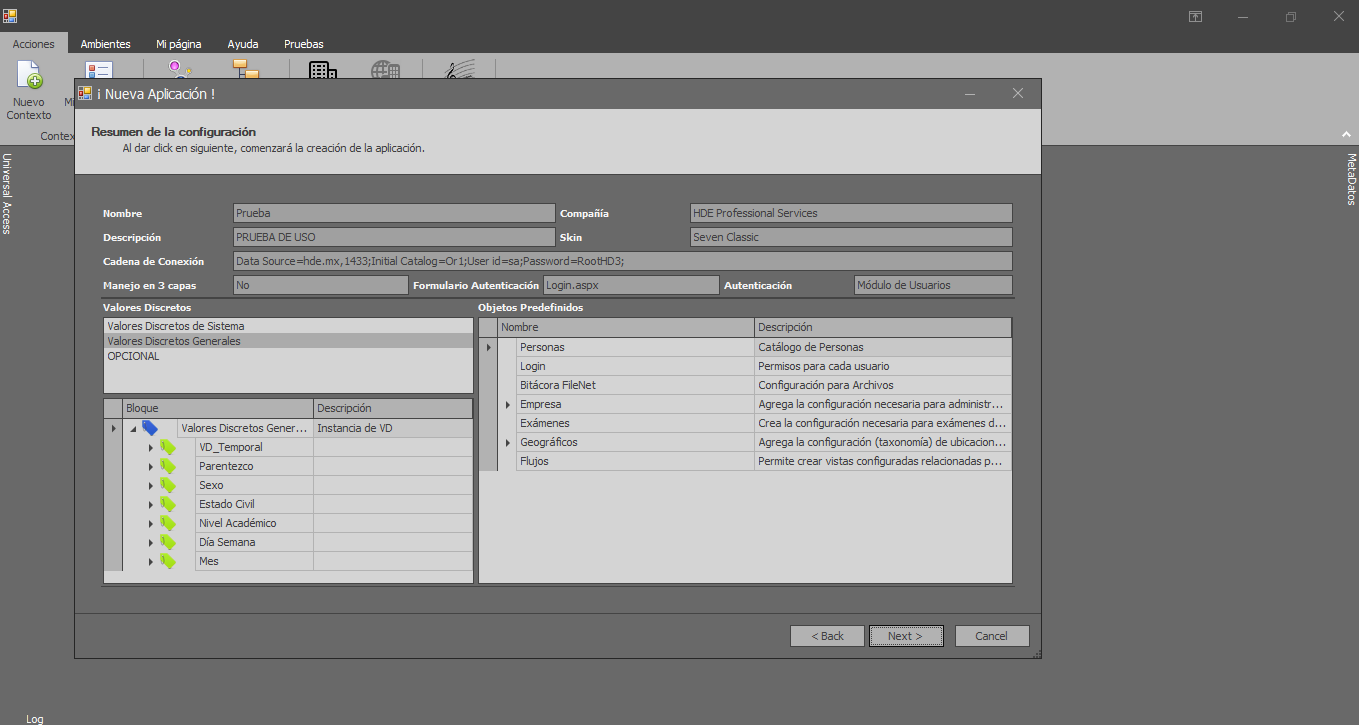 Acciones Ambientes Mi página Ayuda Pruebas
Nuevo
Contexto
Universal Access
MetaDatos
¡ Nueva Aplicación !
Resumen de la configuración
Al dar click en siguiente, comenzará la creación de la aplicación.
Nombre Prueba Compañía HDE Professional Services
Descripción PRUEBA DE USO Skin Seven Classic
Cadena de Conexión Data Source=hde.mx,1433;Initial Catalog=Or1;User id=sa;Password=RootHD3;
Manejo en 3 capas No Formulario Autenticación Login.aspx Autenticación Módulo de Usuarios
Valores Discretos
Valores Discretos de Sistema
Valores Discretos Generales
OPCIONAL
Bloque Descripción
Valores Discretos Gener... Instancia de VD
VD_Temporal
Parentezco
Sexo
Estado Civil
Nivel Académico
Día Semana
Mes
Objetos Predefinidos
Nombre Descripción
Personas Catálogo de Personas
Login Permisos para cada usuario
Bitácora FileNet Configuración para Archivos
Empresa Agrega la configuración necesaria para administr...
Exámenes Crea la configuración necesaria para exámenes d...
Geográficos Agrega la configuración (taxonomía) de ubicacion...
Flujos Permite crear vistas configuradas relacionadas p...
< Back Next > Cancel
Log